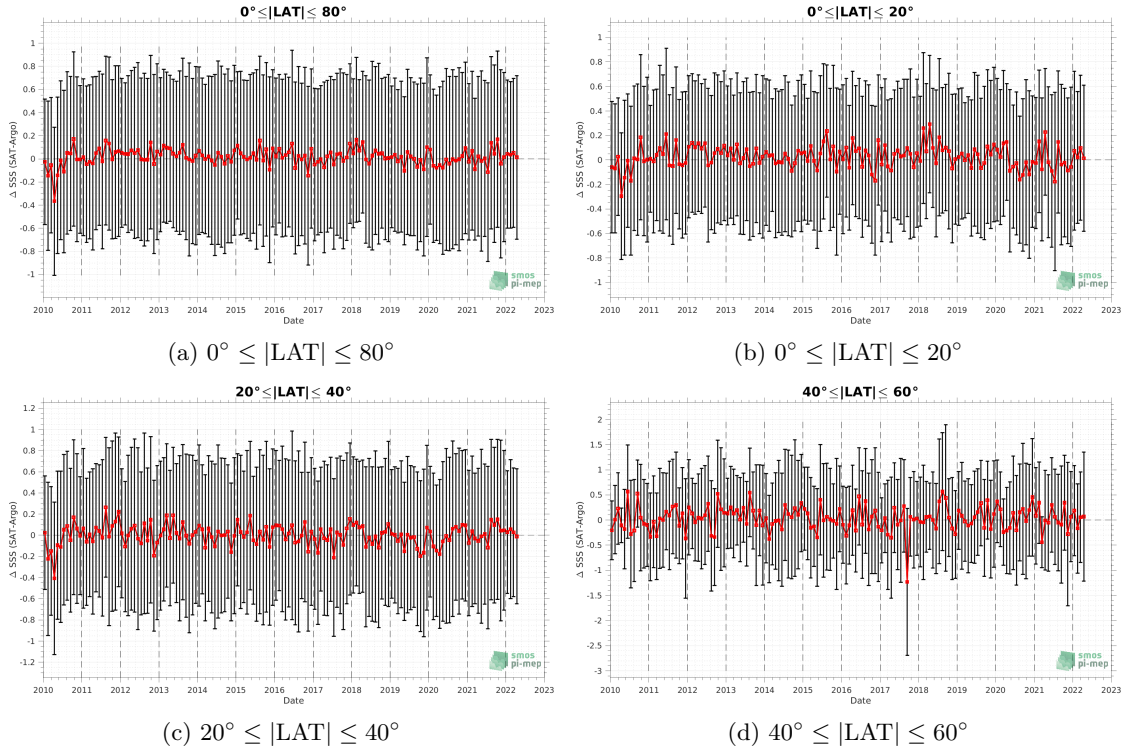 0°≤|LAT|≤ 80°
Δ SSS (SAT-Argo)
1
0.8
0.6
0.4
0.2
0
-0.2
-0.4
-0.6
-0.8
-1
2010 2011 2012 2013 2014 2015 2016 2017 2018 2019 2020 2021 2022 2023
Date
smos
pi-mep
(a) 0° ≤ |LAT| ≤ 80°
0°≤|LAT|≤ 20°
Δ SSS (SAT-Argo)
1
0.8
0.6
0.4
0.2
0
-0.2
-0.4
-0.6
-0.8
-1
2010 2011 2012 2013 2014 2015 2016 2017 2018 2019 2020 2021 2022 2023
Date
smos
pi-mep
(b) 0° ≤ |LAT| ≤ 20°
20°≤|LAT|≤ 40°
Δ SSS (SAT-Argo)
1.2
1
0.8
0.6
0.4
0.2
0
-0.2
-0.4
-0.6
-0.8
-1
-1.2
2010 2011 2012 2013 2014 2015 2016 2017 2018 2019 2020 2021 2022 2023
Date
smos
pi-mep
(c) 20° ≤ |LAT| ≤ 40°
40°≤|LAT|≤ 60°
Δ SSS (SAT-Argo)
2
1.5
1
0.5
0
-0.5
-1
-1.5
-2
-2.5
-3
2010 2011 2012 2013 2014 2015 2016 2017 2018 2019 2020 2021 2022 2023
Date
smos
pi-mep
(d) 40° ≤ |LAT| ≤ 60°